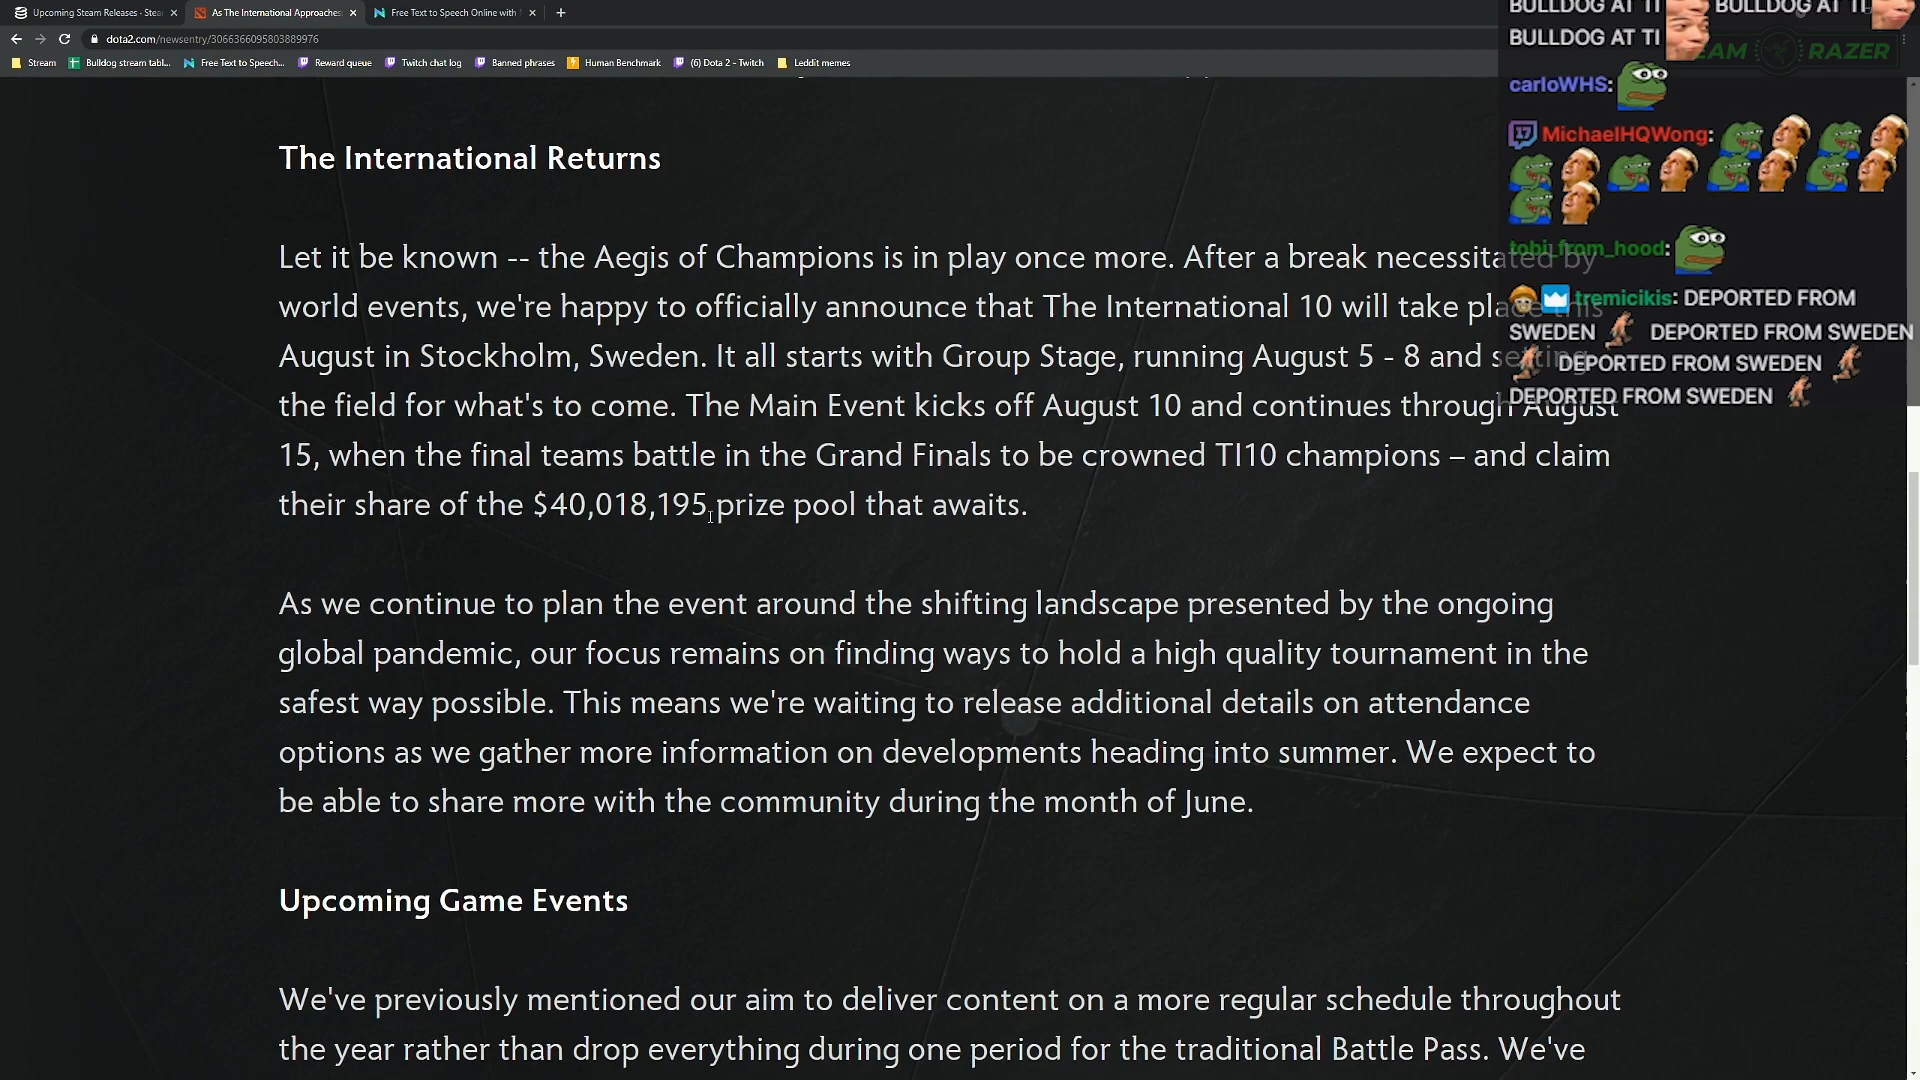 Upcoming Steam Releases - Stea
As The International Approaches
Free Text to Speech Online with
dota2.com/newsentry/3066366095803889976
Stream
Bulldog stream tabl...
Free Text to Speech...
Reward queue
Twitch chat log
Banned phrases
Human Benchmark
(6) Dota 2 - Twitch
Leddit memes
The International Returns
Let it be known -- the Aegis of Champions is in play once more. After a break necessitated by
world events, we're happy to officially announce that The International 10 will take place this
August in Stockholm, Sweden. It all starts with Group Stage, running August 5 - 8 and setting
the field for what's to come. The Main Event kicks off August 10 and continues through August
15, when the final teams battle in the Grand Finals to be crowned TI10 champions – and claim
their share of the $40,018,195 prize pool that awaits.
As we continue to plan the event around the shifting landscape presented by the ongoing
global pandemic, our focus remains on finding ways to hold a high quality tournament in the
safest way possible. This means we're waiting to release additional details on attendance
options as we gather more information on developments heading into summer. We expect to
be able to share more with the community during the month of June.
Upcoming Game Events
We've previously mentioned our aim to deliver content on a more regular schedule throughout
the year rather than drop everything during one period for the traditional Battle Pass. We've
BULLDOG AT TI BULLDOG AT TI
BULLDOG AT TI
RAZER
carloWHS:
17 MichaelHQWong:
tobi_from_hood:
tremicikis: DEPORTED FROM
SWEDEN DEPORTED FROM SWEDEN
DEPORTED FROM SWEDEN
DEPORTED FROM SWEDEN